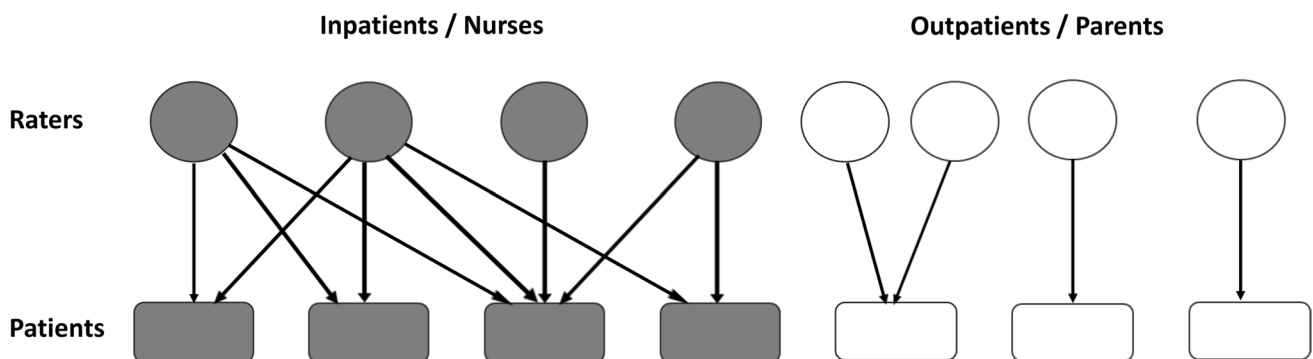 Inpatients / Nurses
Outpatients / Parents
Raters
Patients